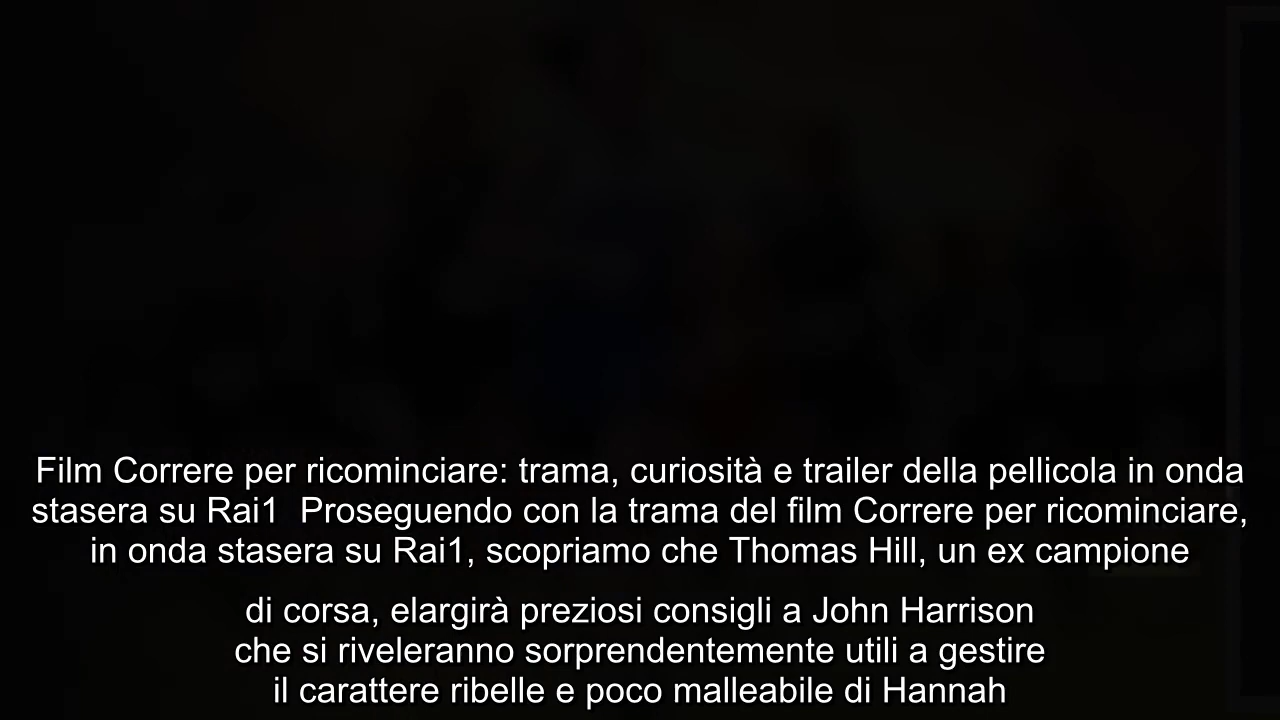 Film Correre per ricominciare: trama, curiosità e trailer della pellicola in onda
stasera su Rai1  Proseguendo con la trama del film Correre per ricominciare,
in onda stasera su Rai1, scopriamo che Thomas Hill, un ex campione
di corsa, elargirà preziosi consigli a John Harrison
che si riveleranno sorprendentemente utili a gestire
il carattere ribelle e poco malleabile di Hannah